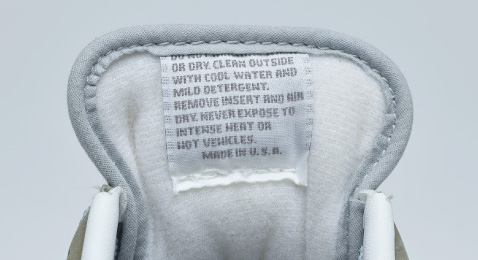 OR DRY. CLEAN OUTSIDE
WITH COOL WATER AND
MILD DETERGENT.
REMOVE INSERT AND AIR
DRY. NEVER EXPOSE TO
INTENSE HEAT OR
HOT VEHICLES.
MADE IN U.S.A.